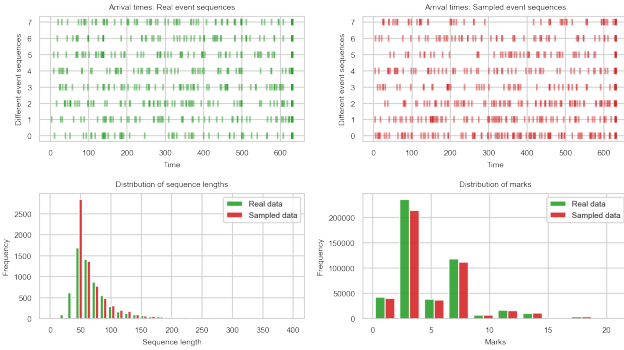 Arrival times: Real event sequences
Different event sequences
7
6
5
4
3
2
1
0
0 100 200 300 400 500 600
Time
Arrival times: Sampled event sequences
Different event sequences
7
6
5
4
3
2
1
0
0 100 200 300 400 500 600
Time
Distribution of sequence lengths
Frequency
2500
2000
1500
1000
500
0
Real data
Sampled data
0 50 100 150 200 250 300 350 400
Sequence length
Distribution of marks
Frequency
200000
150000
100000
50000
0
Real data
Sampled data
0 5 10 15 20
Marks